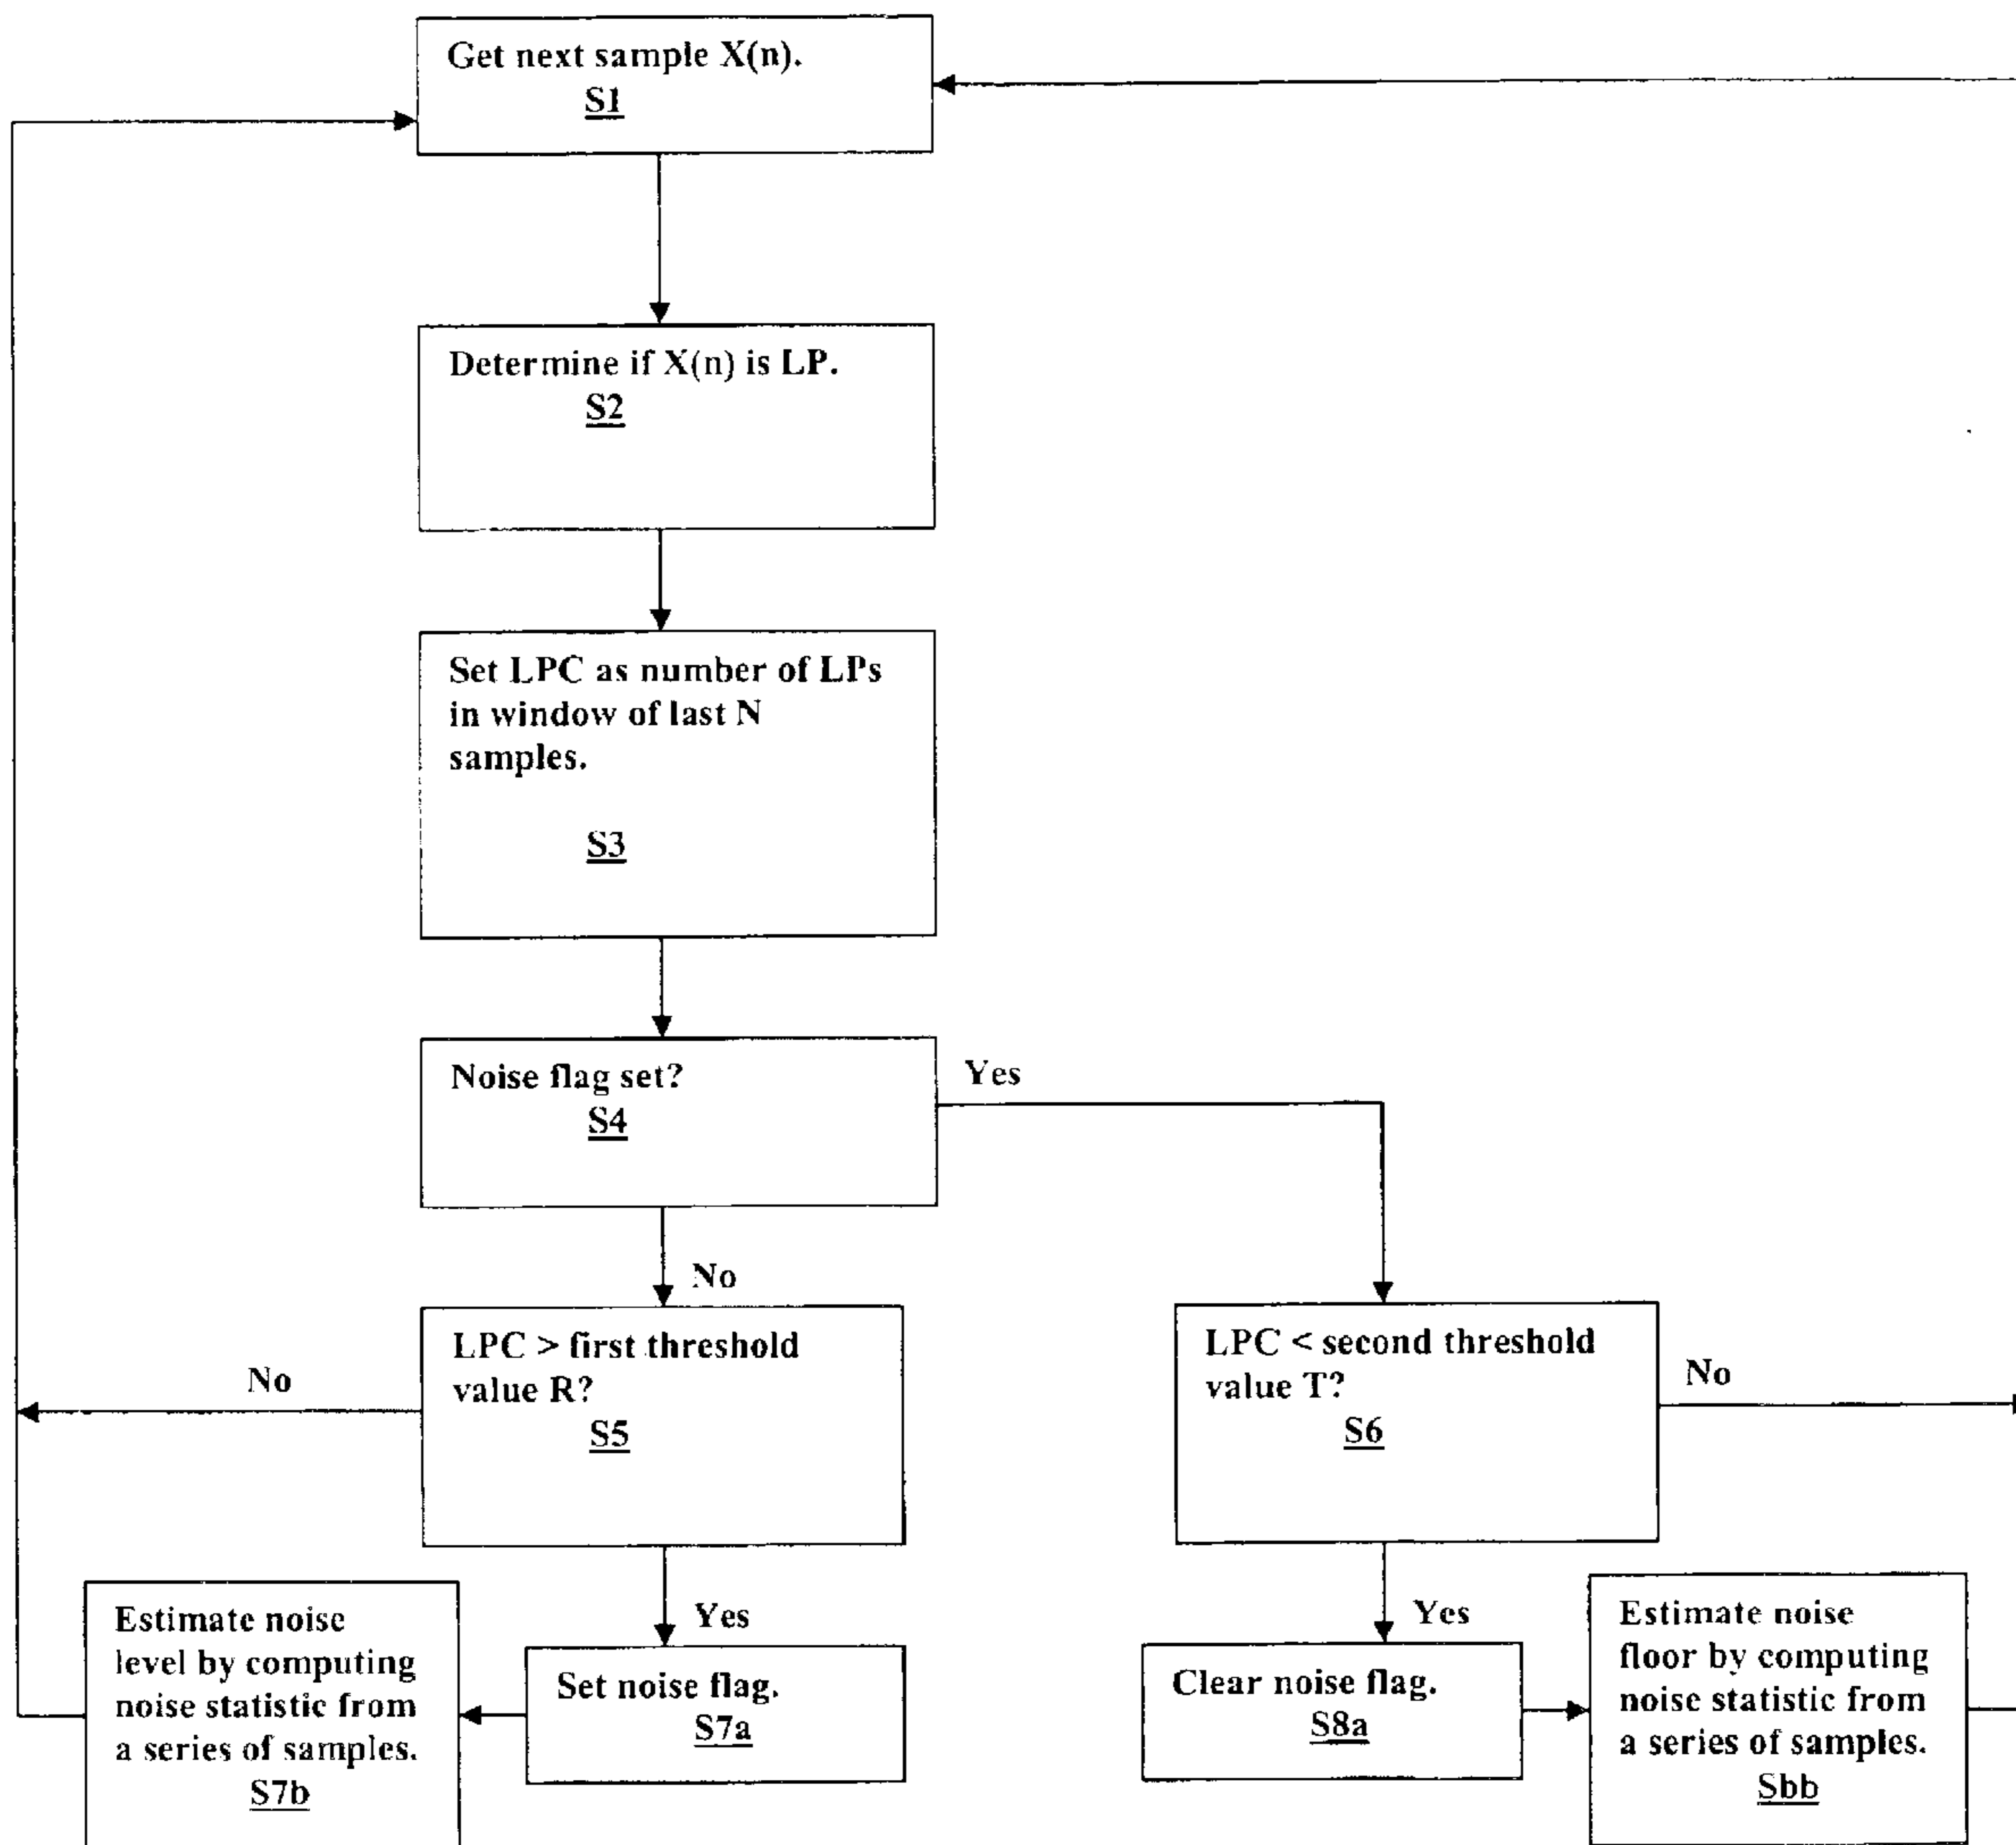 Get next sample X(n).
S1
Determine if X(n) is LP.
S2
Set LPC as number of LPs
in window of last N
samples.
S3
Noise flag set?
S4
Yes
No
LPC > first threshold
value R?
S5
No
Yes
LPC < second threshold
value T?
S6
No
Yes
Set noise flag.
S7a
Estimate noise
level by computing
noise statistic from
a series of samples.
S7b
Clear noise flag.
S8a
Estimate noise
floor by computing
noise statistic from
a series of samples.
Sbb